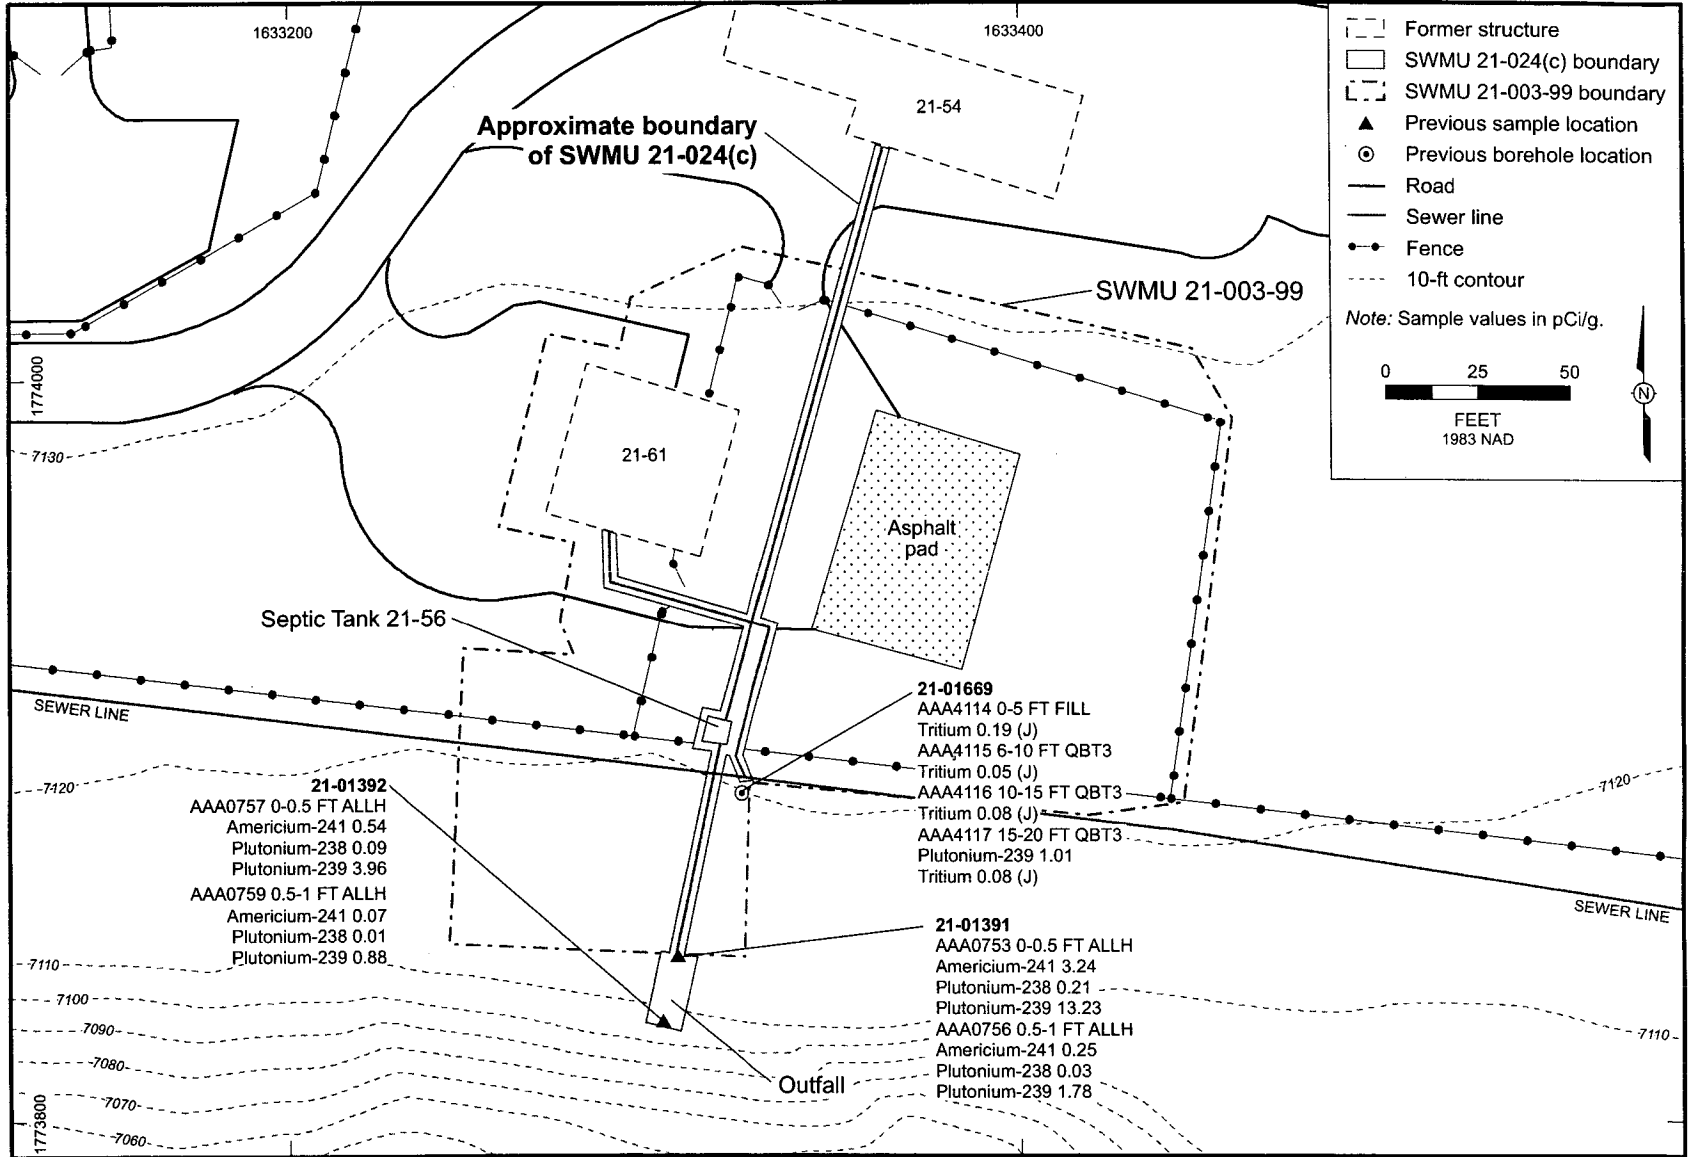 1633200
1633400
Former structure
SWMU 21-024(c) boundary
SWMU 21-003-99 boundary
Previous sample location
Previous borehole location
Road
Sewer line
Fence
10-ft contour
Note: Sample values in pCi/g.
0 25 50
FEET
1983 NAD
N
21-54
Approximate boundary
of SWMU 21-024(c)
SWMU 21-003-99
1774000
7130
21-61
Asphalt
pad
Septic Tank 21-56
SEWER LINE
21-01669
AAA4114 0-5 FT FILL
Tritium 0.19 (J)
AAA4115 6-10 FT QBT3
Tritium 0.05 (J)
AAA4116 10-15 FT QBT3
Tritium 0.08 (J)
AAA4117 15-20 FT QBT3
Plutonium-239 1.01
Tritium 0.08 (J)
7120
7120
21-01392
AAA0757 0-0.5 FT ALLH
Americium-241 0.54
Plutonium-238 0.09
Plutonium-239 3.96
AAA0759 0.5-1 FT ALLH
Americium-241 0.07
Plutonium-238 0.01
Plutonium-239 0.88
SEWER LINE
21-01391
AAA0753 0-0.5 FT ALLH
Americium-241 3.24
Plutonium-238 0.21
Plutonium-239 13.23
AAA0756 0.5-1 FT ALLH
Americium-241 0.25
Plutonium-238 0.03
Plutonium-239 1.78
7110
7100
7090
7080
7070
7060
7110
Outfall
1773800